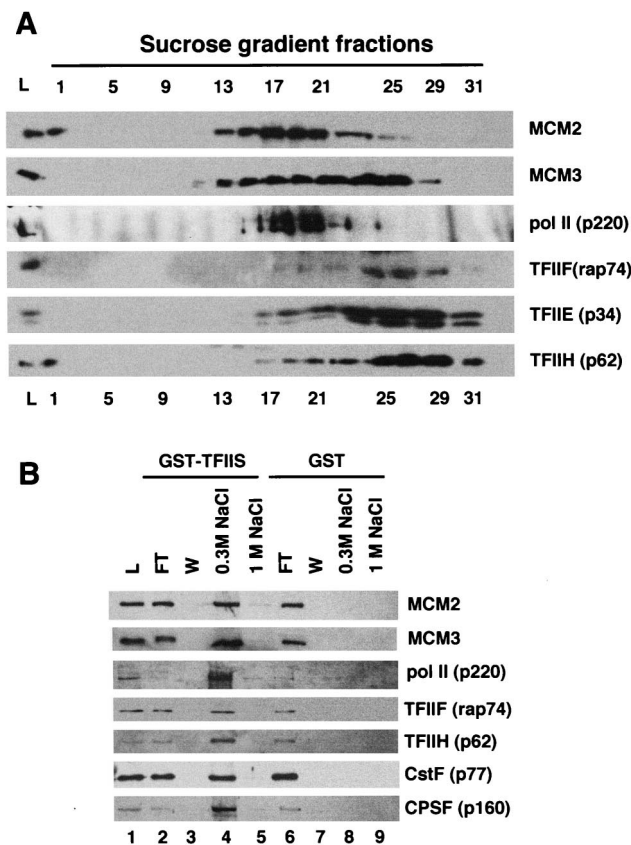 A
Sucrose gradient fractions
L 1 5 9 13 17 21 25 29 31
MCM2
MCM3
pol II (p220)
TFIIF(rap74)
TFIIE (p34)
TFIIH (p62)
L 1 5 9 13 17 21 25 29 31
B
GST-TFIIS GST
L FT W 0.3M NaCl 1 M NaCl FT W 0.3M NaCl 1 M NaCl
MCM2
MCM3
pol II (p220)
TFIIF (rap74)
TFIIH (p62)
CstF (p77)
CPSF (p160)
1 2 3 4 5 6 7 8 9